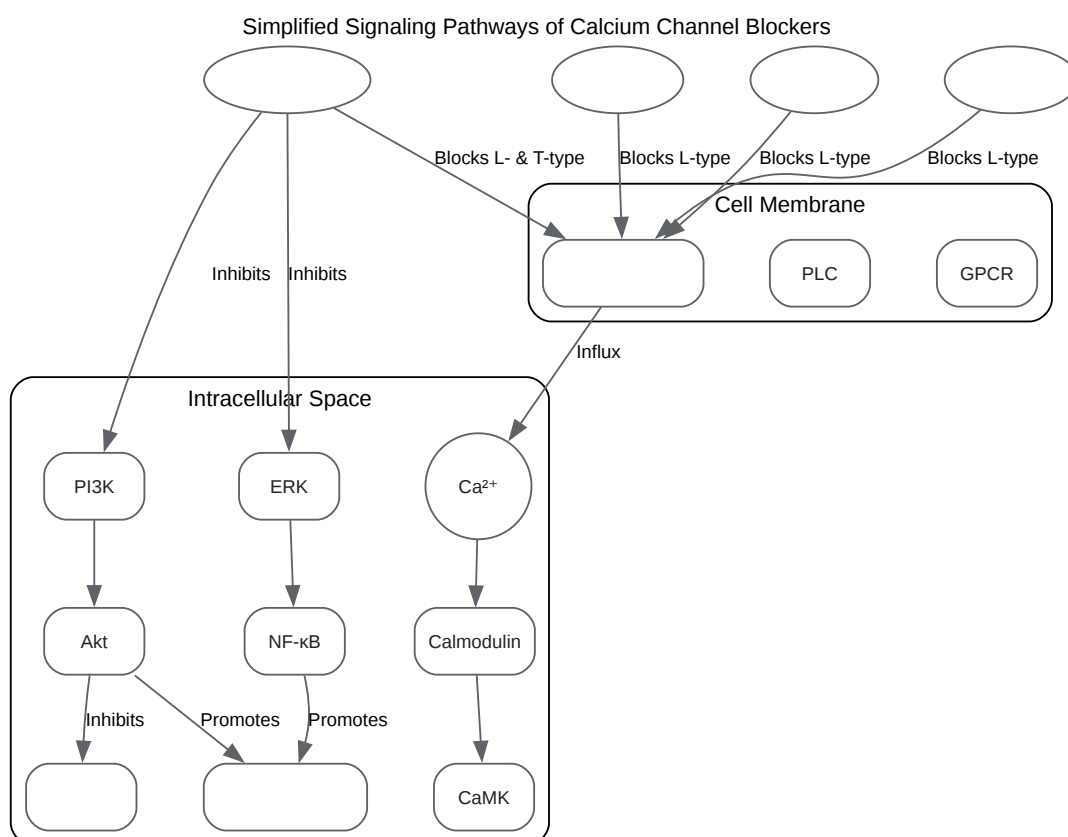 Simplified Signaling Pathways of Calcium Channel Blockers
Blocks L- & T-type
Blocks L-type
Blocks L-type
Blocks L-type
Cell Membrane
PLC
GPCR
Inhibits
Inhibits
Influx
Intracellular Space
PI3K
ERK
Ca²⁺
Akt
NF-κB
Calmodulin
Inhibits
Promotes
Promotes
CaMK